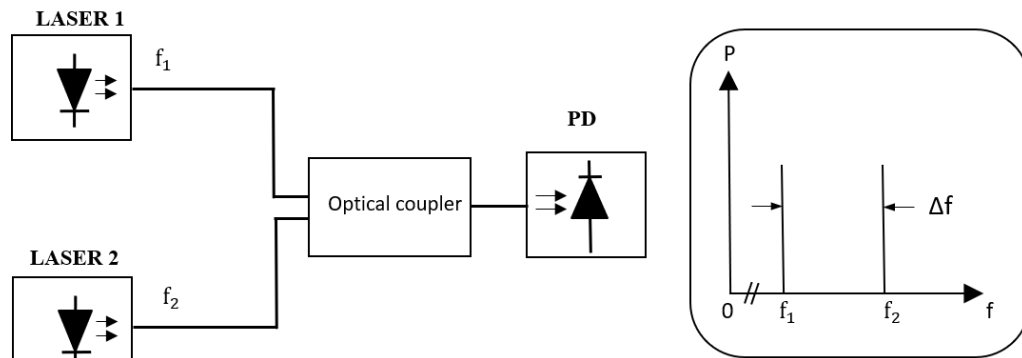 LASER 1
f₁
PD
Optical coupler
LASER 2
f₂
P
Δf
0
f₁
f₂
f